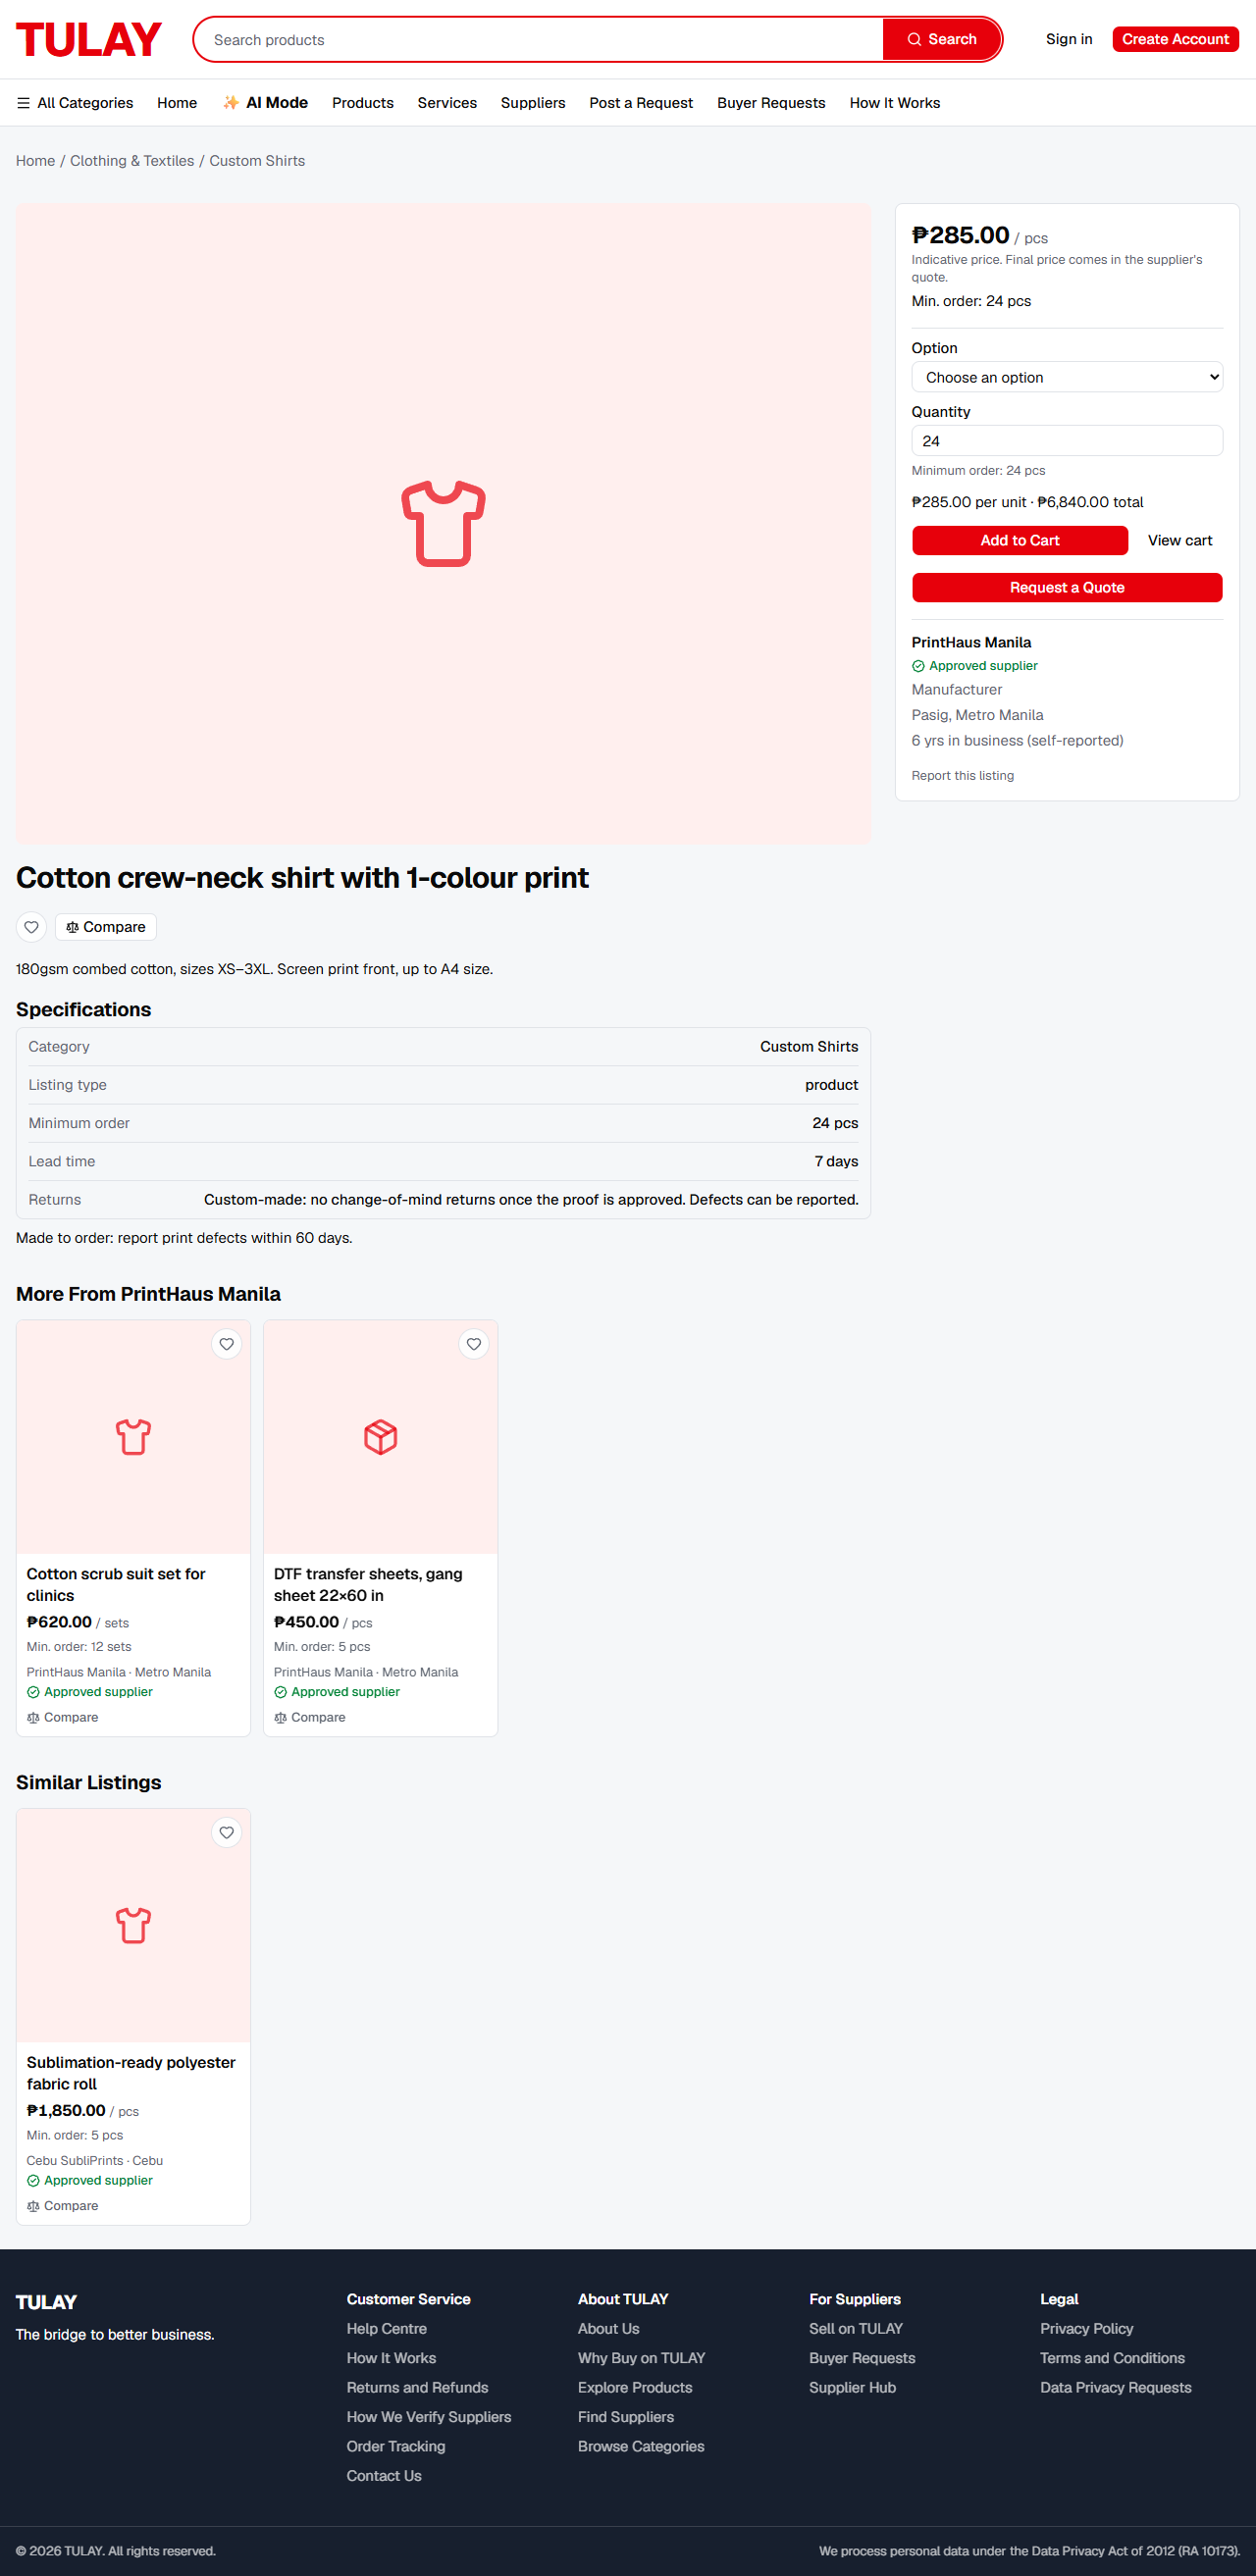 TULAY
Search products
Search
Sign in
Create Account
All Categories
Home
AI Mode
Products
Services
Suppliers
Post a Request
Buyer Requests
How It Works
Home / Clothing & Textiles / Custom Shirts
₱285.00 / pcs
Indicative price. Final price comes in the supplier's
quote.
Min. order: 24 pcs
Option
Choose an option
Quantity
24
Minimum order: 24 pcs
₱285.00 per unit · ₱6,840.00 total
Add to Cart
View cart
Request a Quote
PrintHaus Manila
Approved supplier
Manufacturer
Pasig, Metro Manila
6 yrs in business (self-reported)
Report this listing
Cotton crew-neck shirt with 1-colour print
Compare
180gsm combed cotton, sizes XS–3XL. Screen print front, up to A4 size.
Specifications
Category
Custom Shirts
Listing type
product
Minimum order
24 pcs
Lead time
7 days
Returns
Custom-made: no change-of-mind returns once the proof is approved. Defects can be reported.
Made to order: report print defects within 60 days.
More From PrintHaus Manila
Cotton scrub suit set for
clinics
₱620.00 / sets
Min. order: 12 sets
PrintHaus Manila · Metro Manila
Approved supplier
Compare
DTF transfer sheets, gang
sheet 22×60 in
₱450.00 / pcs
Min. order: 5 pcs
PrintHaus Manila · Metro Manila
Approved supplier
Compare
Similar Listings
Sublimation-ready polyester
fabric roll
₱1,850.00 / pcs
Min. order: 5 pcs
Cebu SubliPrints · Cebu
Approved supplier
Compare
TULAY
The bridge to better business.
Customer Service
Help Centre
How It Works
Returns and Refunds
How We Verify Suppliers
Order Tracking
Contact Us
About TULAY
About Us
Why Buy on TULAY
Explore Products
Find Suppliers
Browse Categories
For Suppliers
Sell on TULAY
Buyer Requests
Supplier Hub
Legal
Privacy Policy
Terms and Conditions
Data Privacy Requests
© 2026 TULAY. All rights reserved.
We process personal data under the Data Privacy Act of 2012 (RA 10173).